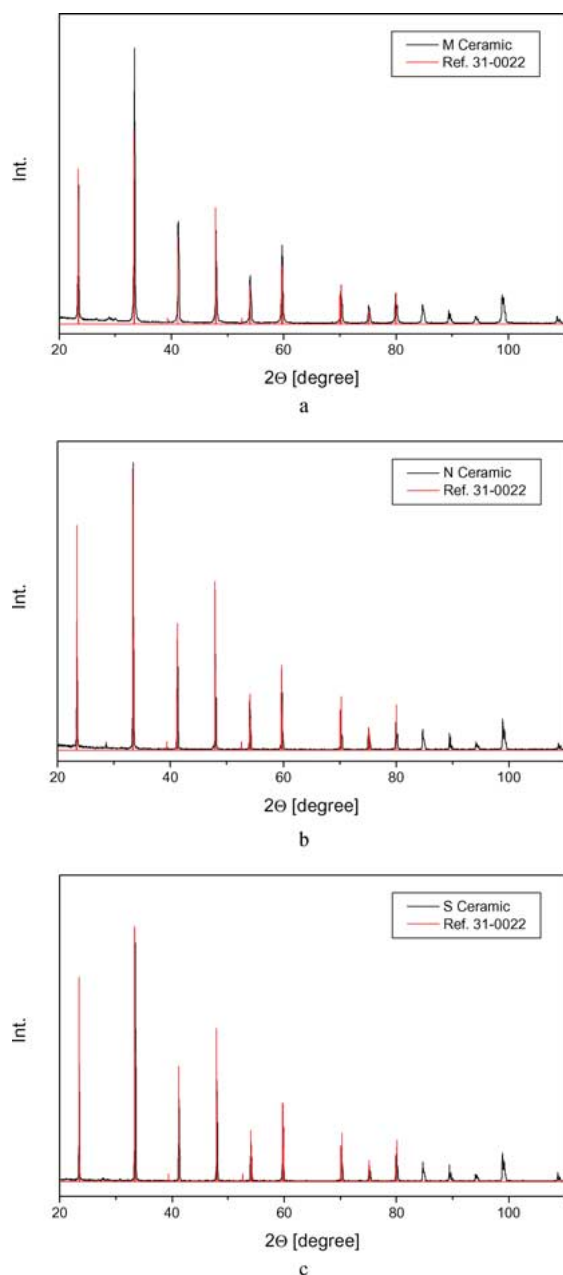 M Ceramic
Ref. 31-0022
Int.
20 40 60 80 100
2Θ [degree]
a
N Ceramic
Ref. 31-0022
Int.
20 40 60 80 100
2Θ [degree]
b
S Ceramic
Ref. 31-0022
Int.
20 40 60 80 100
2Θ [degree]
c